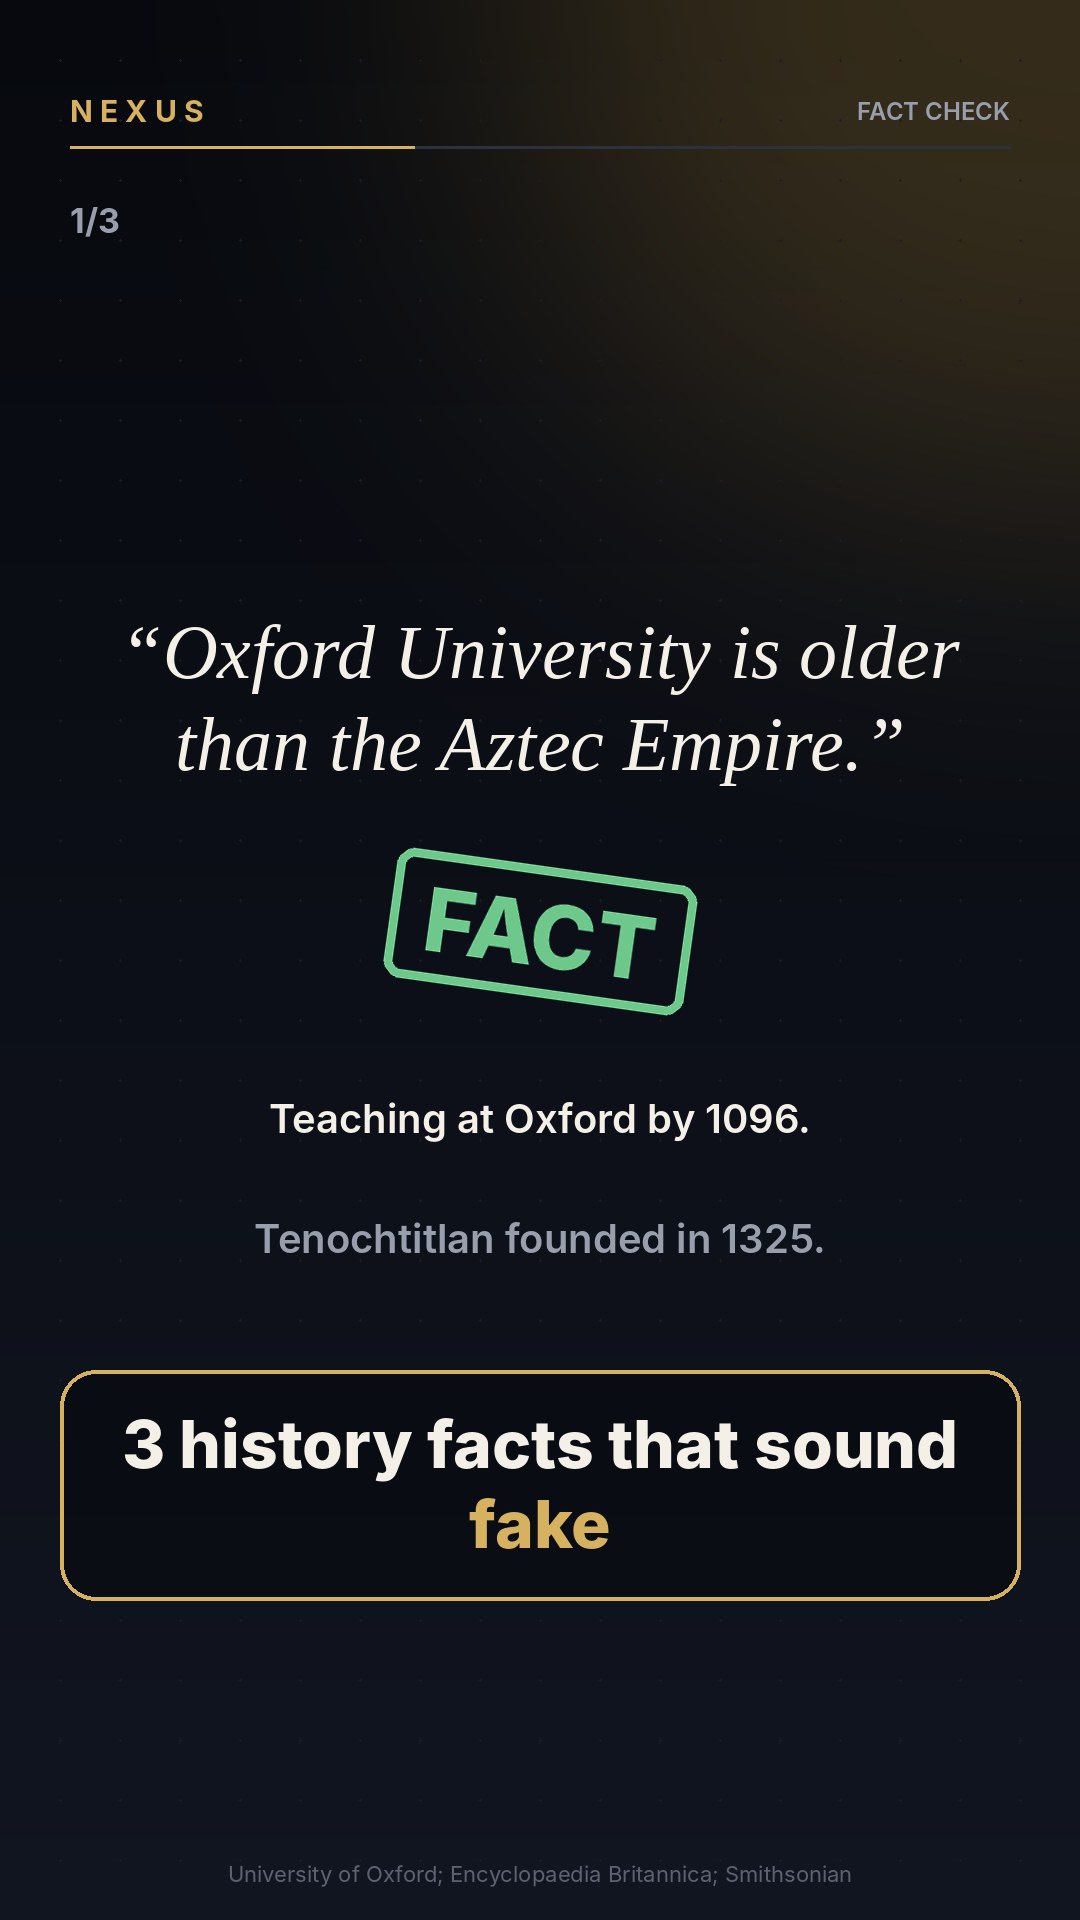 NEXUS
FACT CHECK
1/3
“Oxford University is older
than the Aztec Empire.”
FACT
Teaching at Oxford by 1096.
Tenochtitlan founded in 1325.
3 history facts that sound
fake
University of Oxford; Encyclopaedia Britannica; Smithsonian